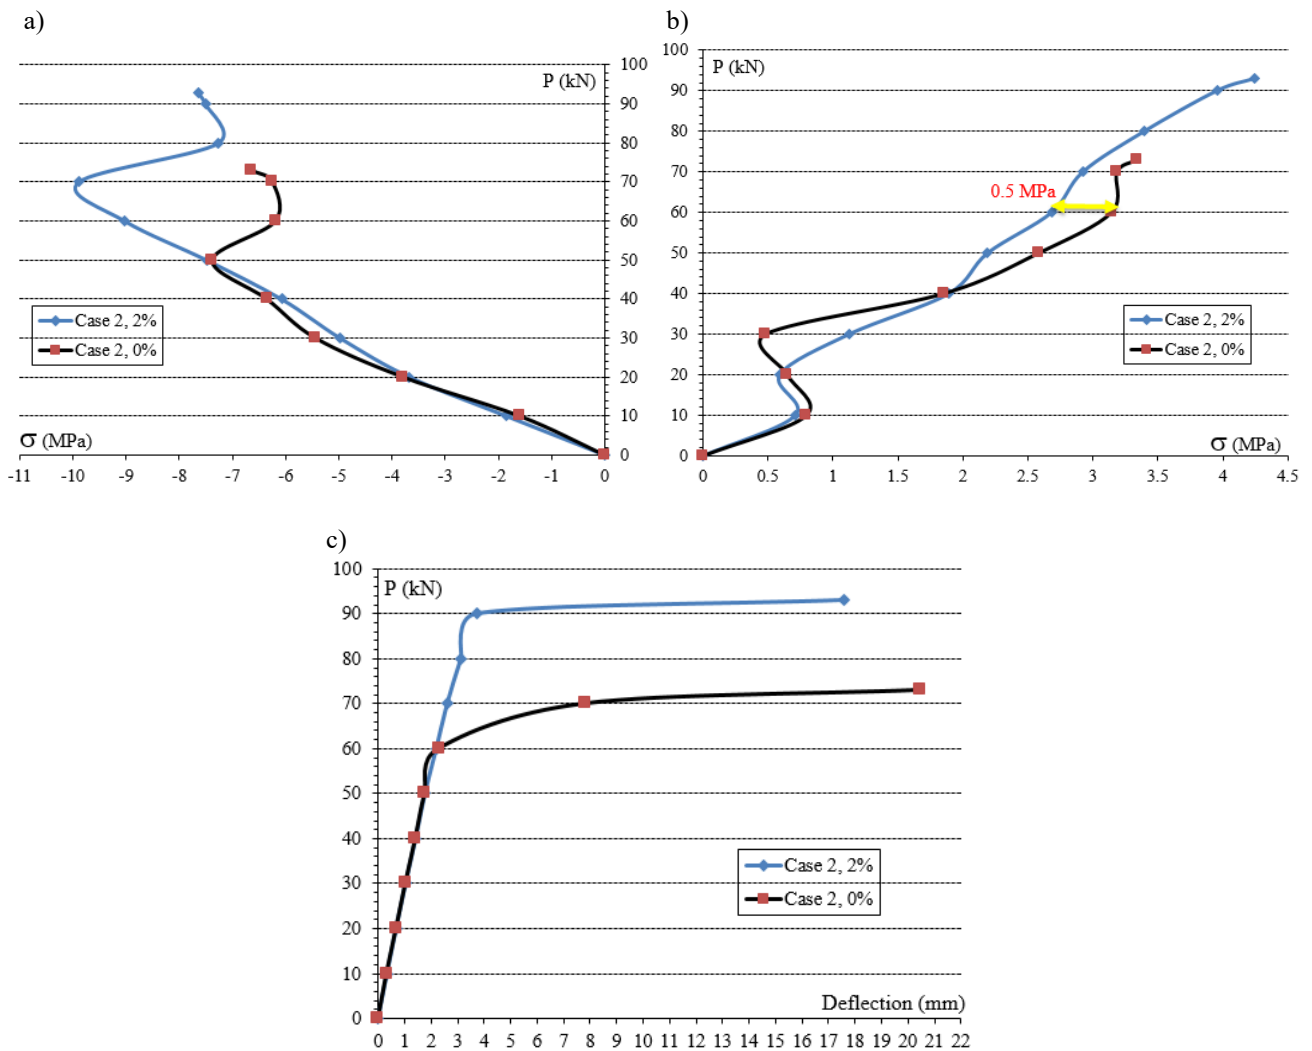 a)
P (kN)
100
90
80
70
60
50
40
30
20
10
0
Case 2, 2%
Case 2, 0%
σ (MPa)
-11 -10 -9 -8 -7 -6 -5 -4 -3 -2 -1 0
b)
P (kN)
100
90
80
70
60
50
40
30
20
10
0
0.5 MPa
Case 2, 2%
Case 2, 0%
σ (MPa)
0 0.5 1 1.5 2 2.5 3 3.5 4 4.5
c)
P (kN)
100
90
80
70
60
50
40
30
20
10
0
Case 2, 2%
Case 2, 0%
Deflection (mm)
0 1 2 3 4 5 6 7 8 9 10 11 12 13 14 15 16 17 18 19 20 21 22